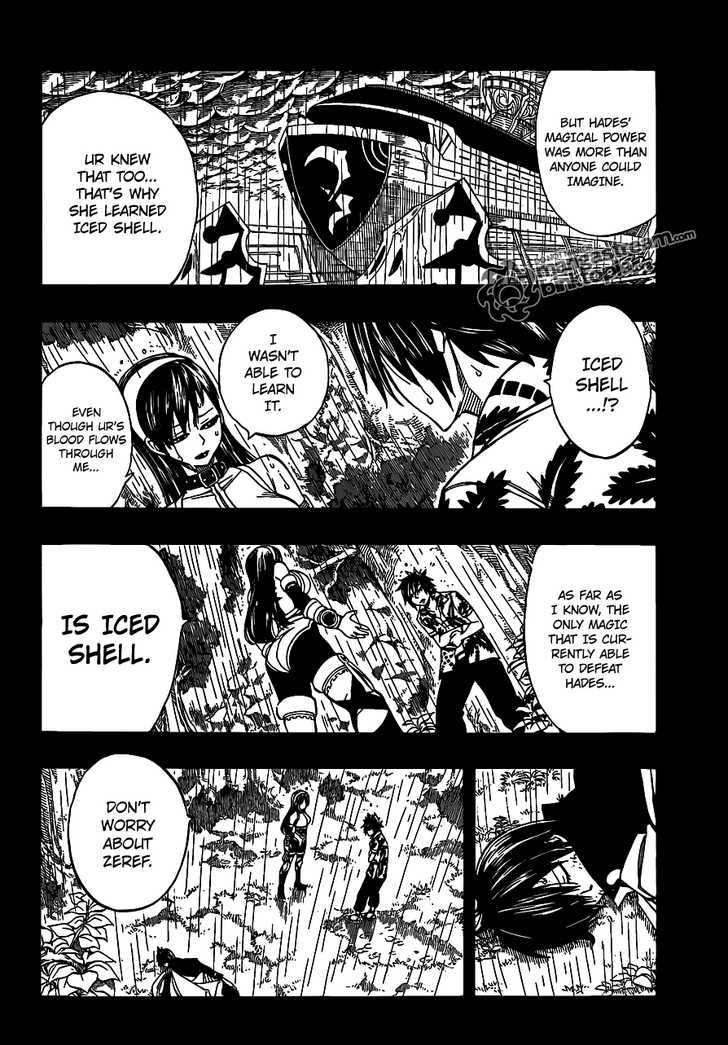 BUT HADES'
MAGICAL POWER
WAS MORE THAN
ANYONE COULD
IMAGINE.
UR KNEW
THAT TOO...
THAT'S WHY
SHE LEARNED
ICED SHELL.
ICED
SHELL
...!?
I
WASN'T
ABLE TO
LEARN
IT.
EVEN
THOUGH UR'S
BLOOD FLOWS
THROUGH
ME...
AS FAR AS
I KNOW, THE
ONLY MAGIC
THAT IS CUR-
RENTLY ABLE
TO DEFEAT
HADES...
IS ICED
SHELL.
DON'T
WORRY
ABOUT
ZEREF.